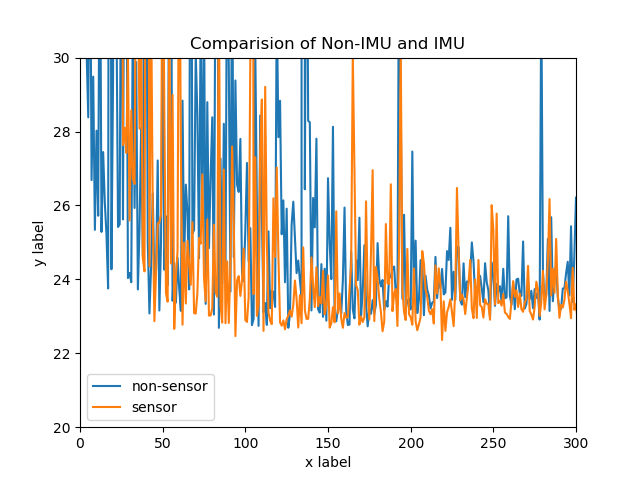 Comparision of Non-IMU and IMU
30
28
26
24
22
20
y label
non-sensor
sensor
0 50 100 150 200 250 300
x label